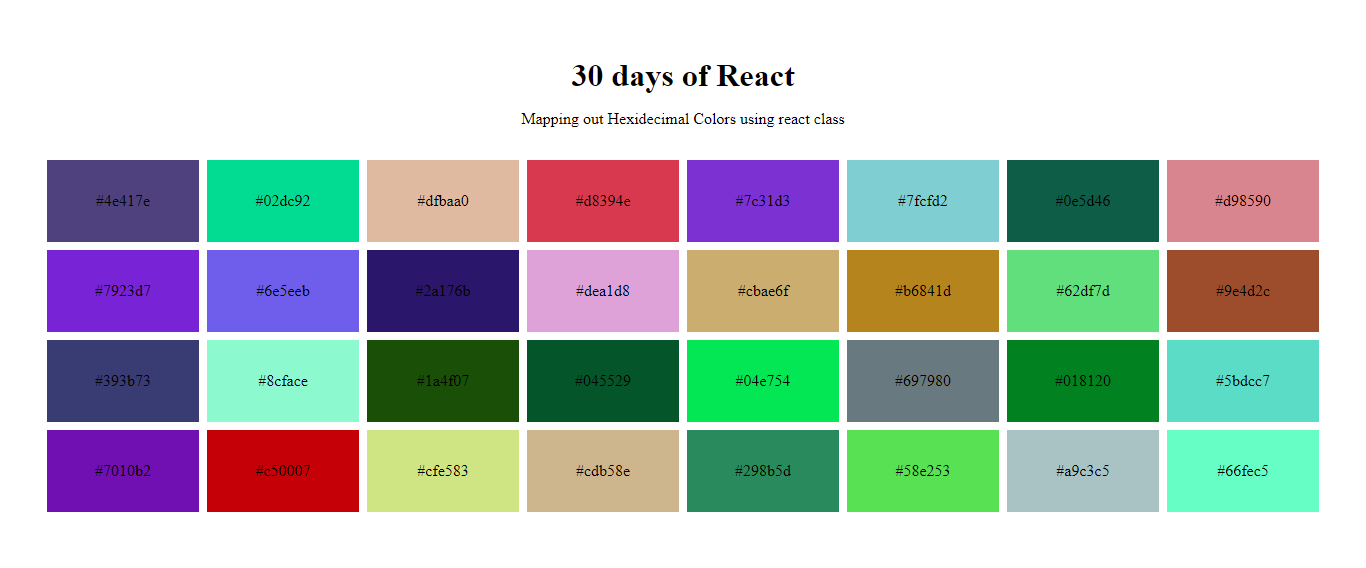 30 days of React
Mapping out Hexidecimal Colors using react class
#4e417e #02dc92 #dfbaa0 #d8394e #7c31d3 #7fcfd2 #0e5d46 #d98590
#7923d7 #6e5eeb #2a176b #dea1d8 #cbae6f #b6841d #62df7d #9e4d2c
#393b73 #8cface #1a4f07 #045529 #04e754 #697980 #018120 #5bdcc7
#7010b2 #c50007 #cfe583 #cdb58e #298b5d #58e253 #a9c3c5 #66fec5